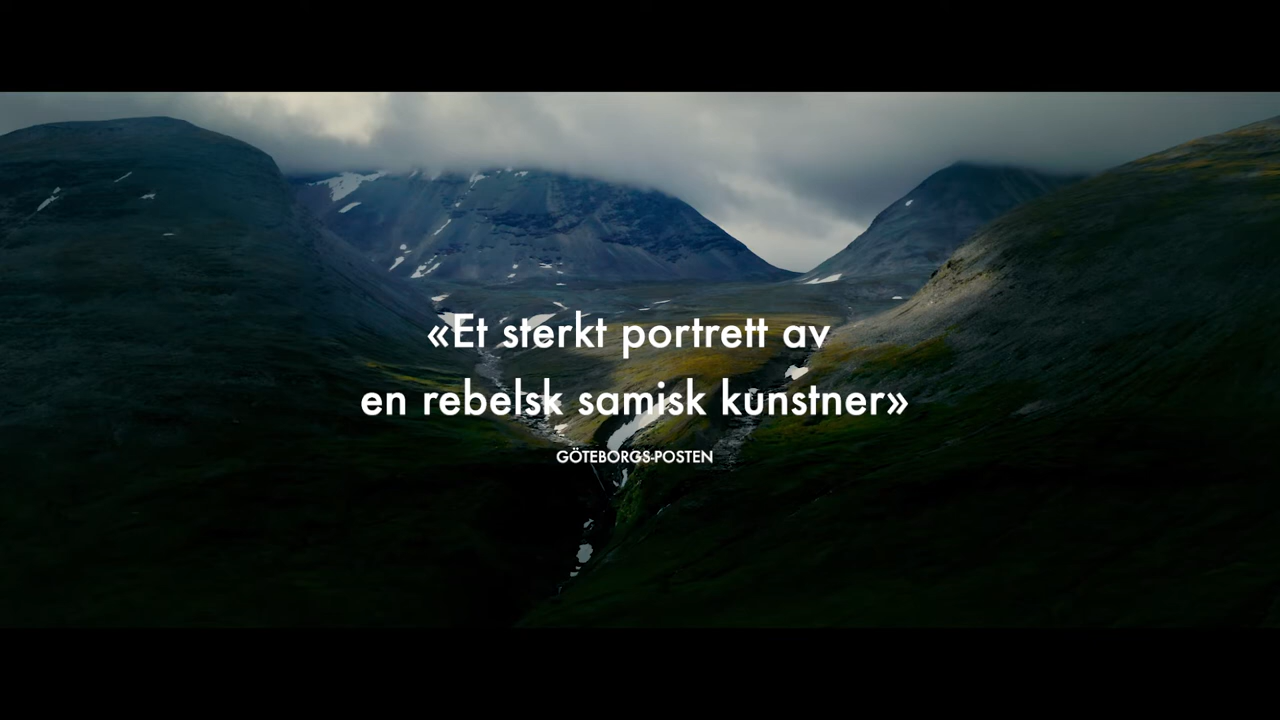 «Et sterkt portrett av
en rebelsk samisk kunstner»
GÖTEBORGS-POSTEN